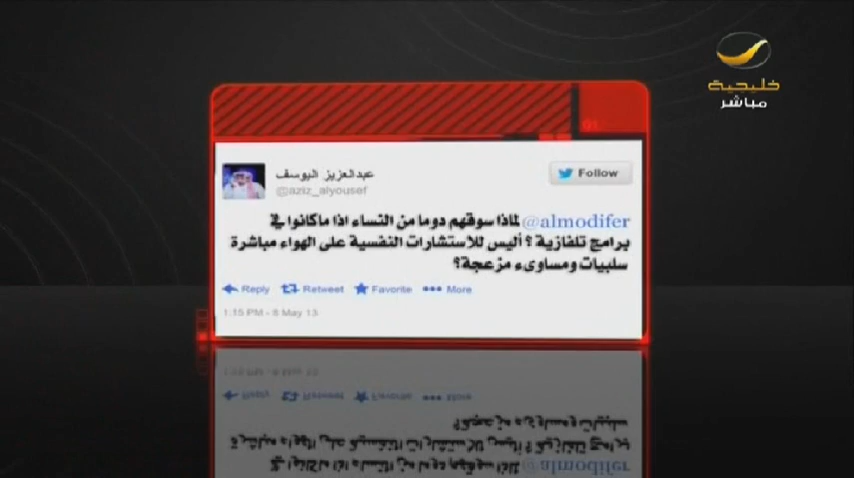 خليجية
مباشر
عبدالعزيز اليوسف
@aziz_alyousef
Follow
@almodifer لماذا سوقهم دوما من النساء اذا ماكانوا في
برامج تلفازية ؟ أليس للاستشارات النفسية على الهواء مباشرة
سلبيات ومساوىء مزعجة؟
Reply Retweet Favorite More
1:15 PM - 8 May 13